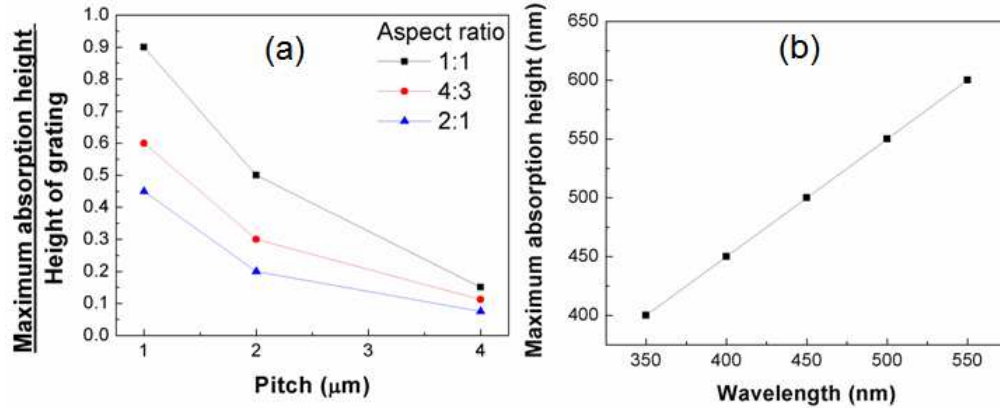 Maximum absorption height
Height of grating
1.0
0.9
0.8
0.7
0.6
0.5
0.4
0.3
0.2
0.1
0.0
(a)
Aspect ratio
1:1
4:3
2:1
1 2 3 4
Pitch (μm)
Maximum absorption height (nm)
650
600
550
500
450
400
(b)
350 400 450 500 550
Wavelength (nm)